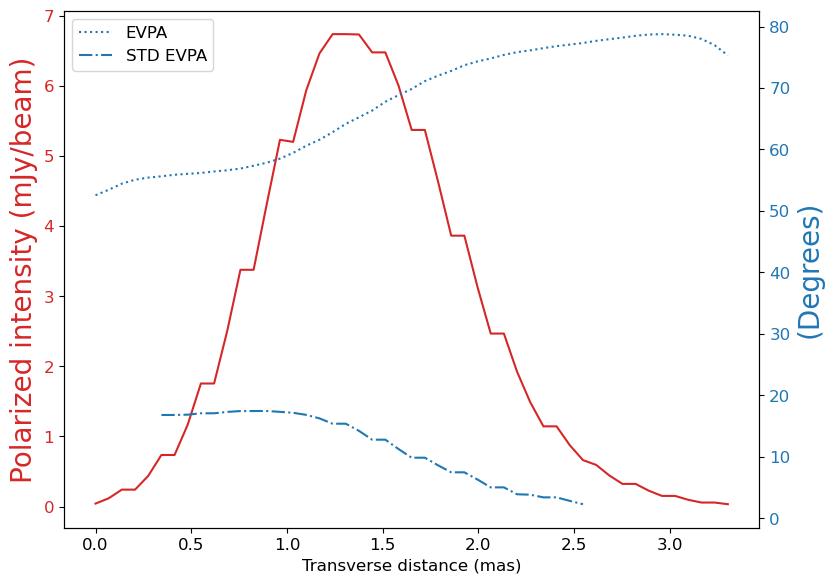 EVPA
STD EVPA
Polarized intensity (mJy/beam)
7
6
5
4
3
2
1
0
80
70
60
50
40
30
20
10
0
(Degrees)
0.0 0.5 1.0 1.5 2.0 2.5 3.0
Transverse distance (mas)